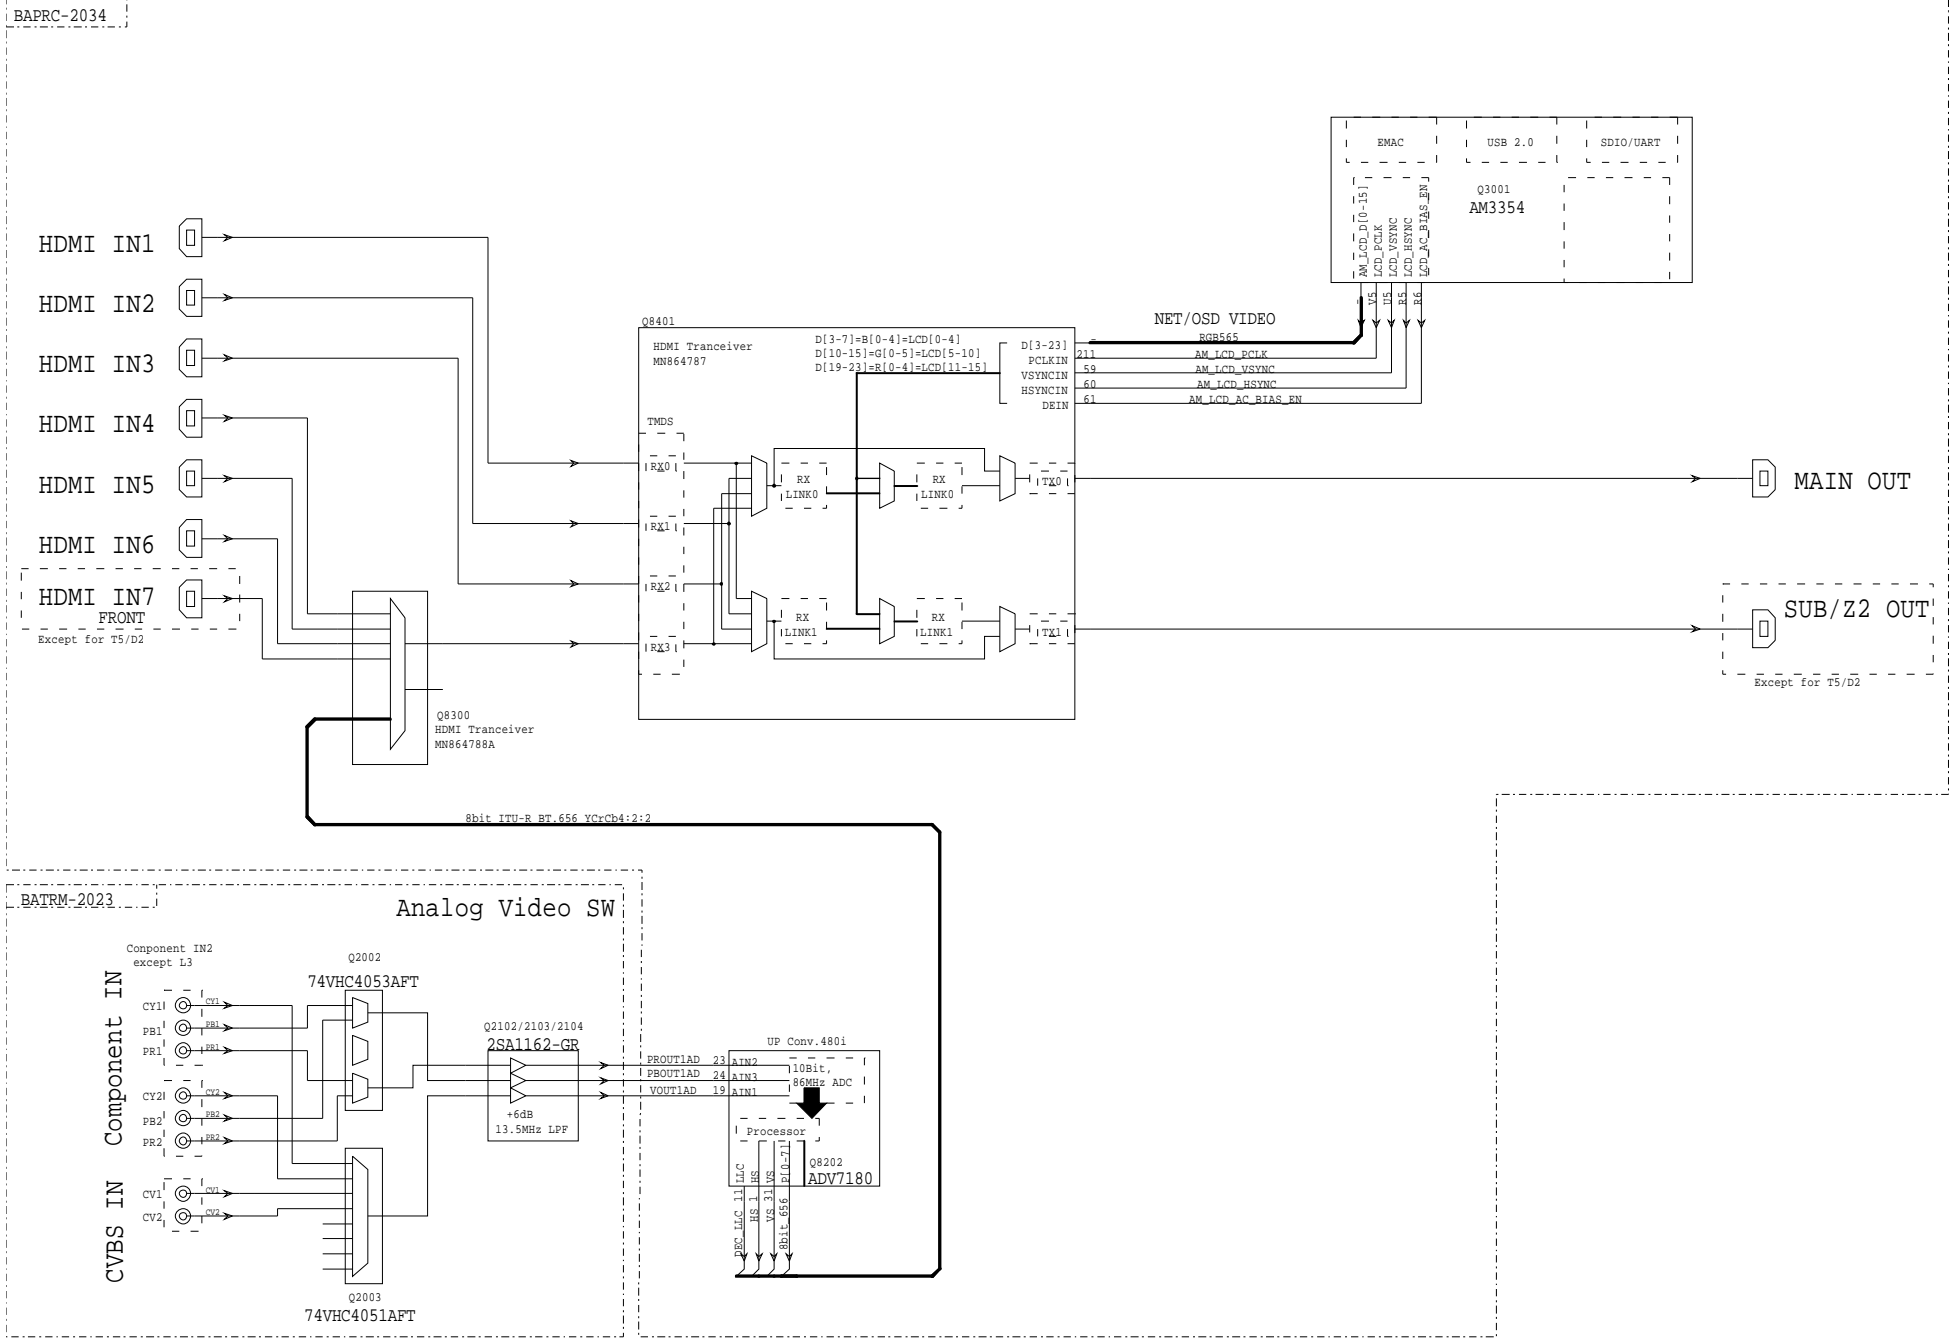 BAPRC-2034
EMAC
USB 2.0
SDIO/UART
Q3001
AM3354
AM_LCD_D[0-15]
LCD_PCLK
LCD_VSYNC
LCD_HSYNC
LCD_AC_BIAS_EN
V5
U5
R5
R6
HDMI IN1
HDMI IN2
HDMI IN3
HDMI IN4
HDMI IN5
HDMI IN6
HDMI IN7
FRONT
Except for T5/D2
Q8401
HDMI Tranceiver
MN864787
D[3-7]=B[0-4]=LCD[0-4]
D[10-15]=G[0-5]=LCD[5-10]
D[19-23]=R[0-4]=LCD[11-15]
D[3-23]
PCLKIN
VSYNCIN
HSYNCIN
DEIN
211
59
60
61
NET/OSD VIDEO
RGB565
AM_LCD_PCLK
AM_LCD_VSYNC
AM_LCD_HSYNC
AM_LCD_AC_BIAS_EN
TMDS
RX0
RX1
RX2
RX3
RX
LINK0
RX
LINK0
TX0
RX
LINK1
RX
LINK1
TX1
MAIN OUT
SUB/Z2 OUT
Except for T5/D2
Q8300
HDMI Tranceiver
MN864788A
8bit ITU-R BT.656 YCrCb4:2:2
BATRM-2023
Analog Video SW
Conponent IN2
except L3
Component IN
CY1
PB1
PR1
CY2
PB2
PR2
CVBS IN
CV1
CV2
CY1
PB1
PR1
CY2
PB2
PR2
CV1
CV2
Q2002
74VHC4053AFT
Q2003
74VHC4051AFT
Q2102/2103/2104
2SA1162-GR
+6dB
13.5MHz LPF
PROUT1AD 23
PBOUT1AD 24
VOUT1AD 19
UP Conv.480i
AIN2
AIN3
AIN1
10Bit,
86MHz ADC
Processor
Q8202
ADV7180
LLC
HS
VS
P[0-7]
DEC_LLC 11
HS 1
VS 31
8bit_656